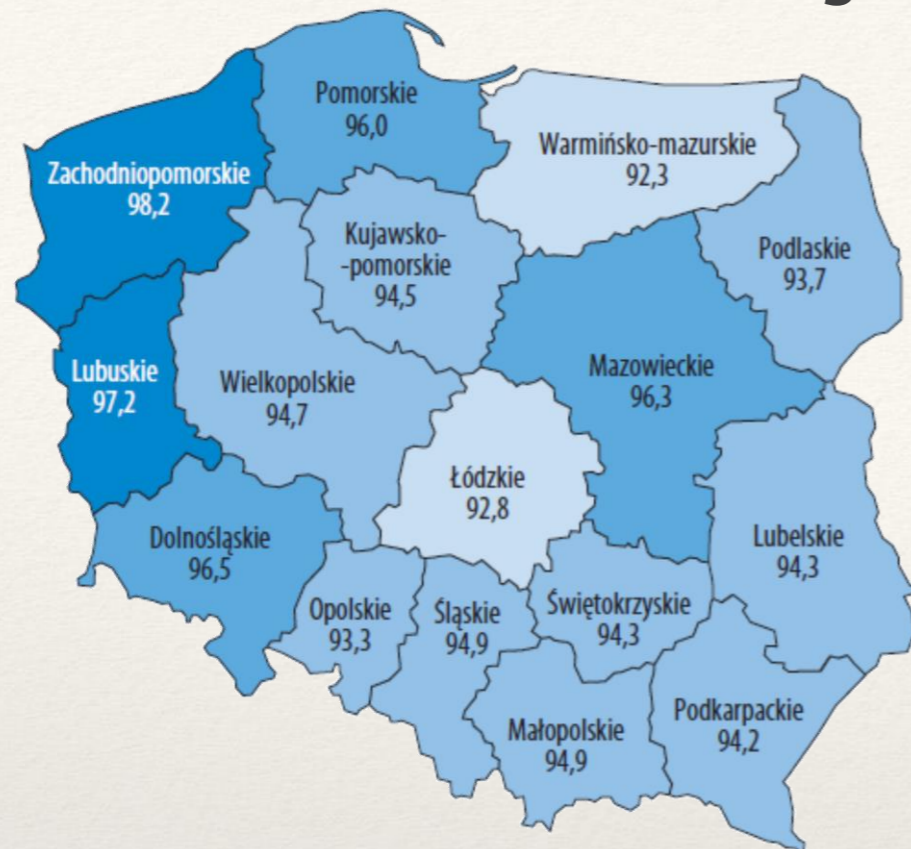 Pomorskie
96,0
Warmińsko-mazurskie
92,3
Zachodniopomorskie
98,2
Kujawsko-
-pomorskie
94,5
Podlaskie
93,7
Lubuskie
97,2
Wielkopolskie
94,7
Mazowieckie
96,3
Łódzkie
92,8
Dolnośląskie
96,5
Lubelskie
94,3
Opolskie
93,3
Śląskie
94,9
Świętokrzyskie
94,3
Małopolskie
94,9
Podkarpackie
94,2